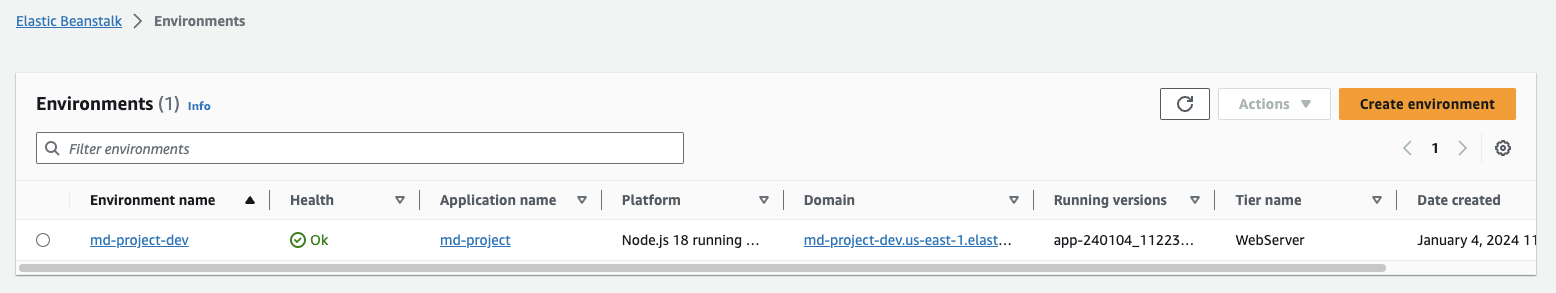 Elastic Beanstalk > Environments
Environments (1) Info
Actions Create environment
Filter environments
1
Environment name Health Application name Platform Domain Running versions Tier name Date created
md-project-dev Ok md-project Node.js 18 running ... md-project-dev.us-east-1.elast... app-240104_11223... WebServer January 4, 2024 11